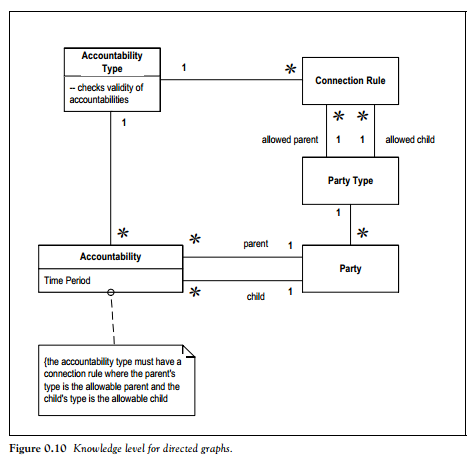 Accountability
Type
-- checks validity of
accountabilities
1
*
Connection Rule
1
*
*
allowed parent
1
1
allowed child
Party Type
1
*
*
*
parent
1
Accountability
Time Period
Party
*
child
1
{the accountability type must have a
connection rule where the parent's
type is the allowable parent and the
child's type is the allowable child
Figure 0.10 Knowledge level for directed graphs.